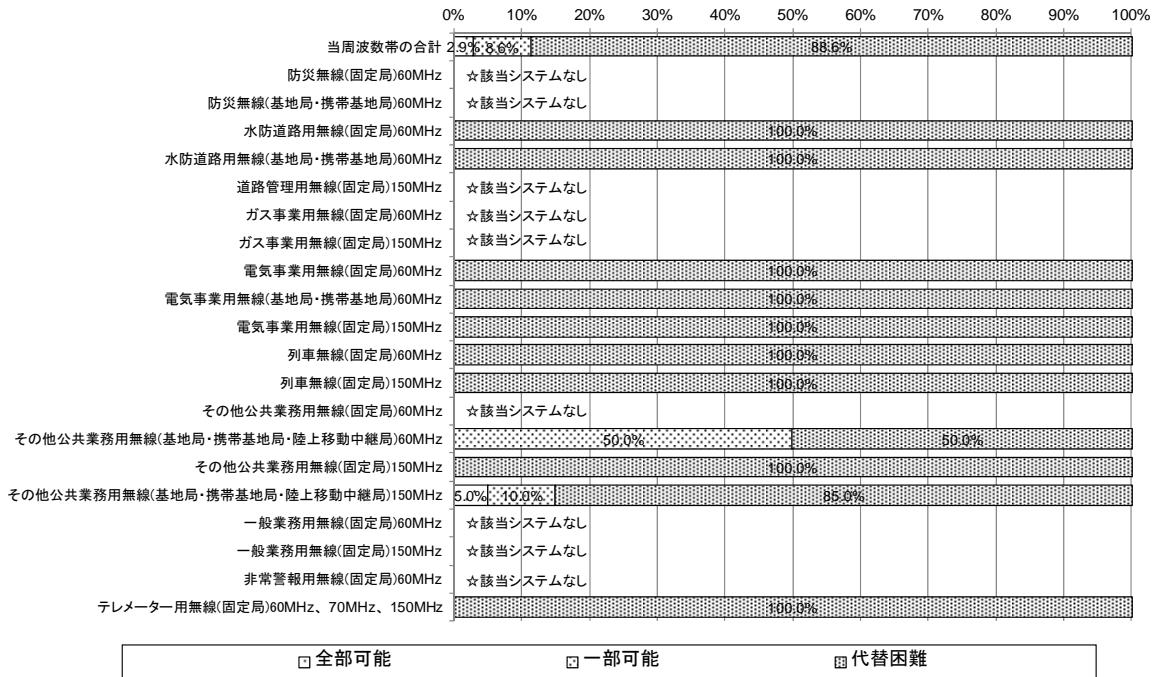 0% 10% 20% 30% 40% 50% 60% 70% 80% 90% 100%
当周波数帯の合計 2.9% 8.6% 88.6%
防災無線(固定局)60MHz ☆該当システムなし
防災無線(基地局・携帯基地局)60MHz ☆該当システムなし
水防道路用無線(固定局)60MHz 100.0%
水防道路用無線(基地局・携帯基地局)60MHz 100.0%
道路管理用無線(固定局)150MHz ☆該当システムなし
ガス事業用無線(固定局)60MHz ☆該当システムなし
ガス事業用無線(固定局)150MHz ☆該当システムなし
電気事業用無線(固定局)60MHz 100.0%
電気事業用無線(基地局・携帯基地局)60MHz 100.0%
電気事業用無線(固定局)150MHz 100.0%
列車無線(固定局)60MHz 100.0%
列車無線(固定局)150MHz 100.0%
その他公共業務用無線(固定局)60MHz ☆該当システムなし
その他公共業務用無線(基地局・携帯基地局・陸上移動中継局)60MHz 50.0% 50.0%
その他公共業務用無線(固定局)150MHz 100.0%
その他公共業務用無線(基地局・携帯基地局・陸上移動中継局)150MHz 5.0% 10.0% 85.0%
一般業務用無線(固定局)60MHz ☆該当システムなし
一般業務用無線(固定局)150MHz ☆該当システムなし
非常警報用無線(固定局)60MHz ☆該当システムなし
テレメーター用無線(固定局)60MHz、70MHz、150MHz 100.0%
全部可能 一部可能 代替困難